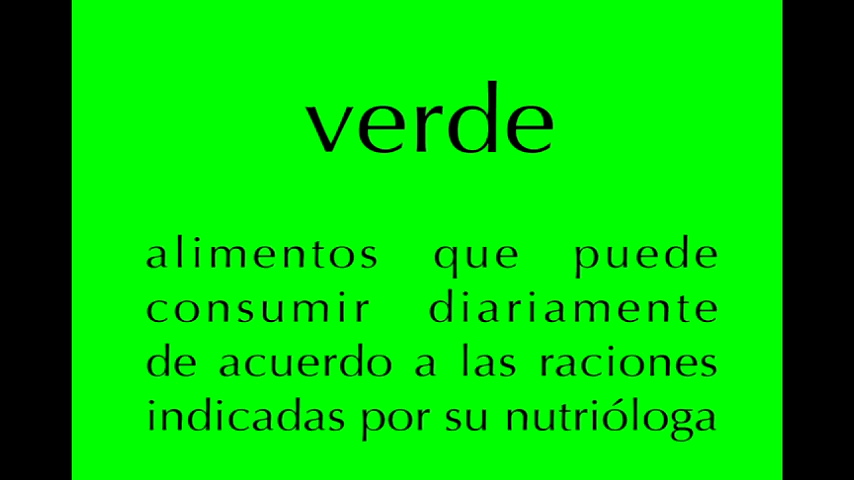 verde
alimentos que puede
consumir diariamente
de acuerdo a las raciones
indicadas por su nutrióloga